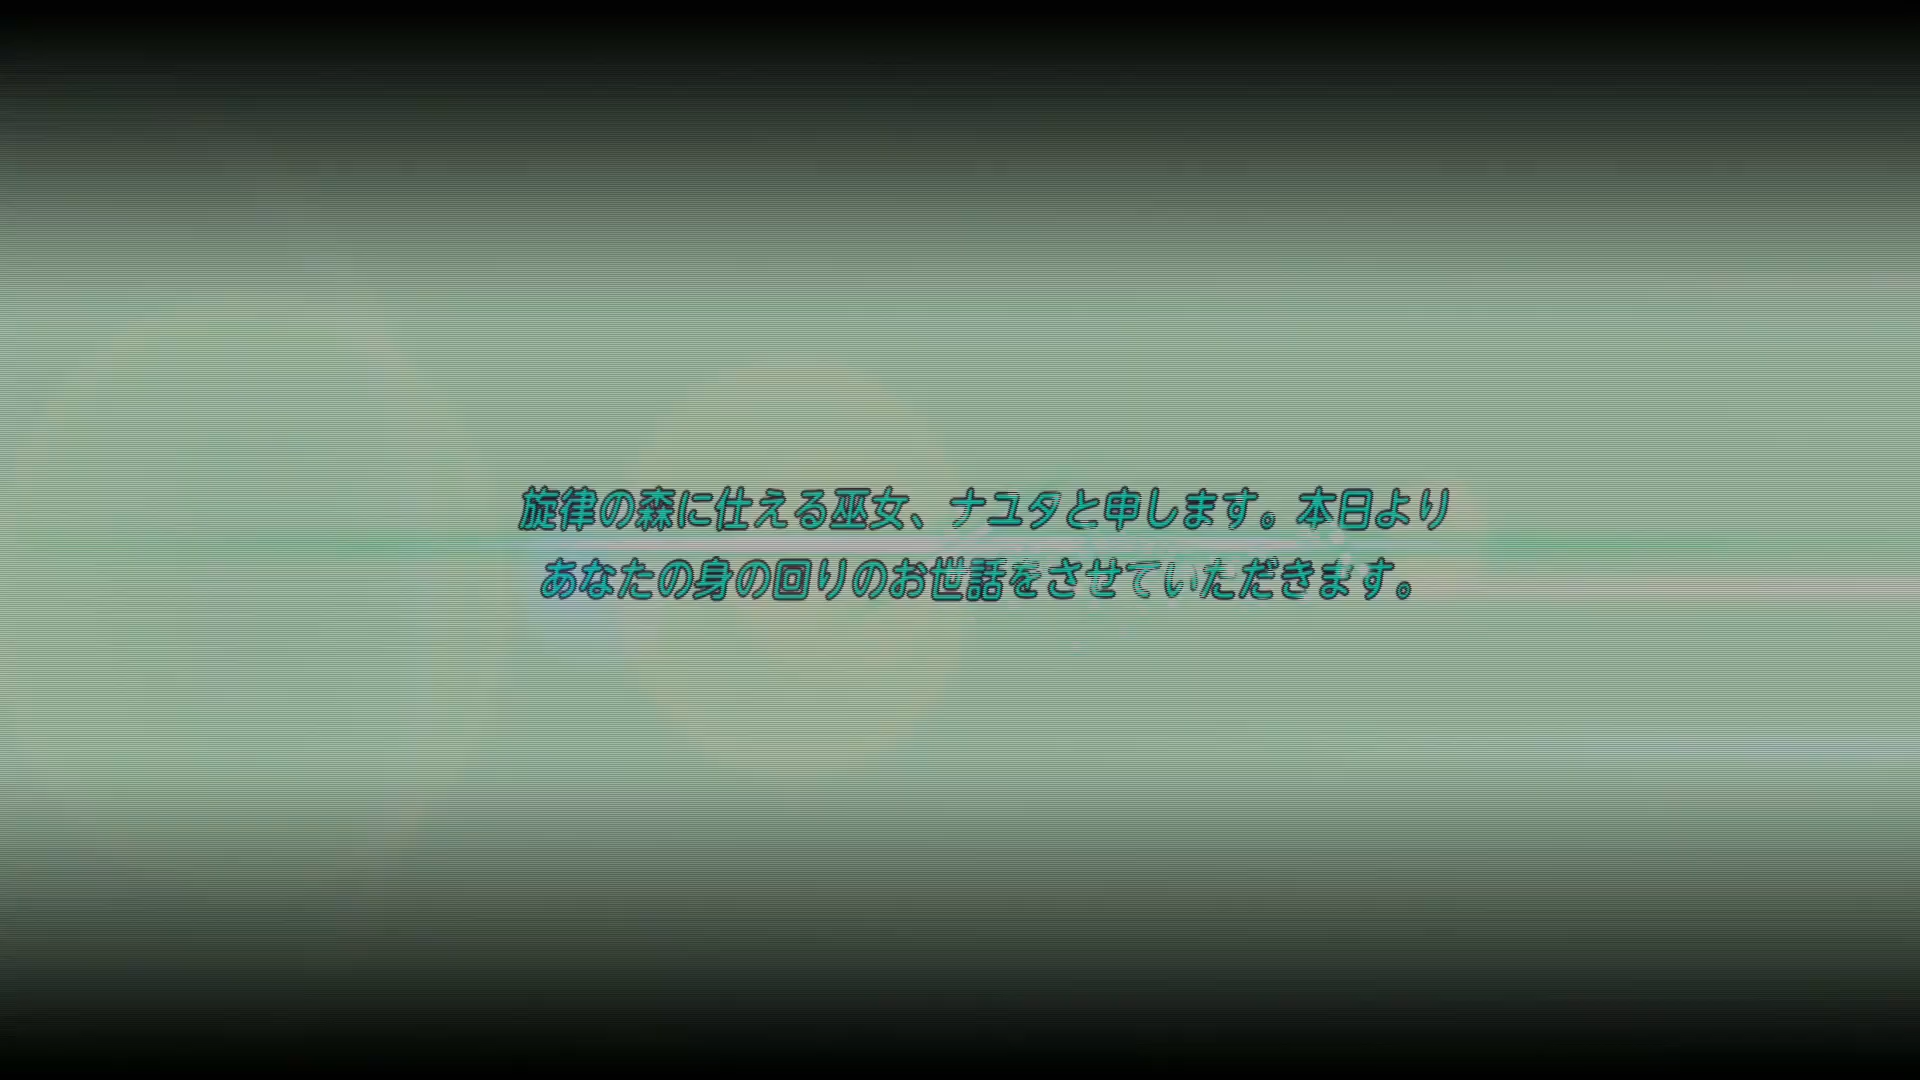 旋律の森に仕える巫女、ナユタと申します。本日より
あなたの身の回りのお世話をさせていただきます。